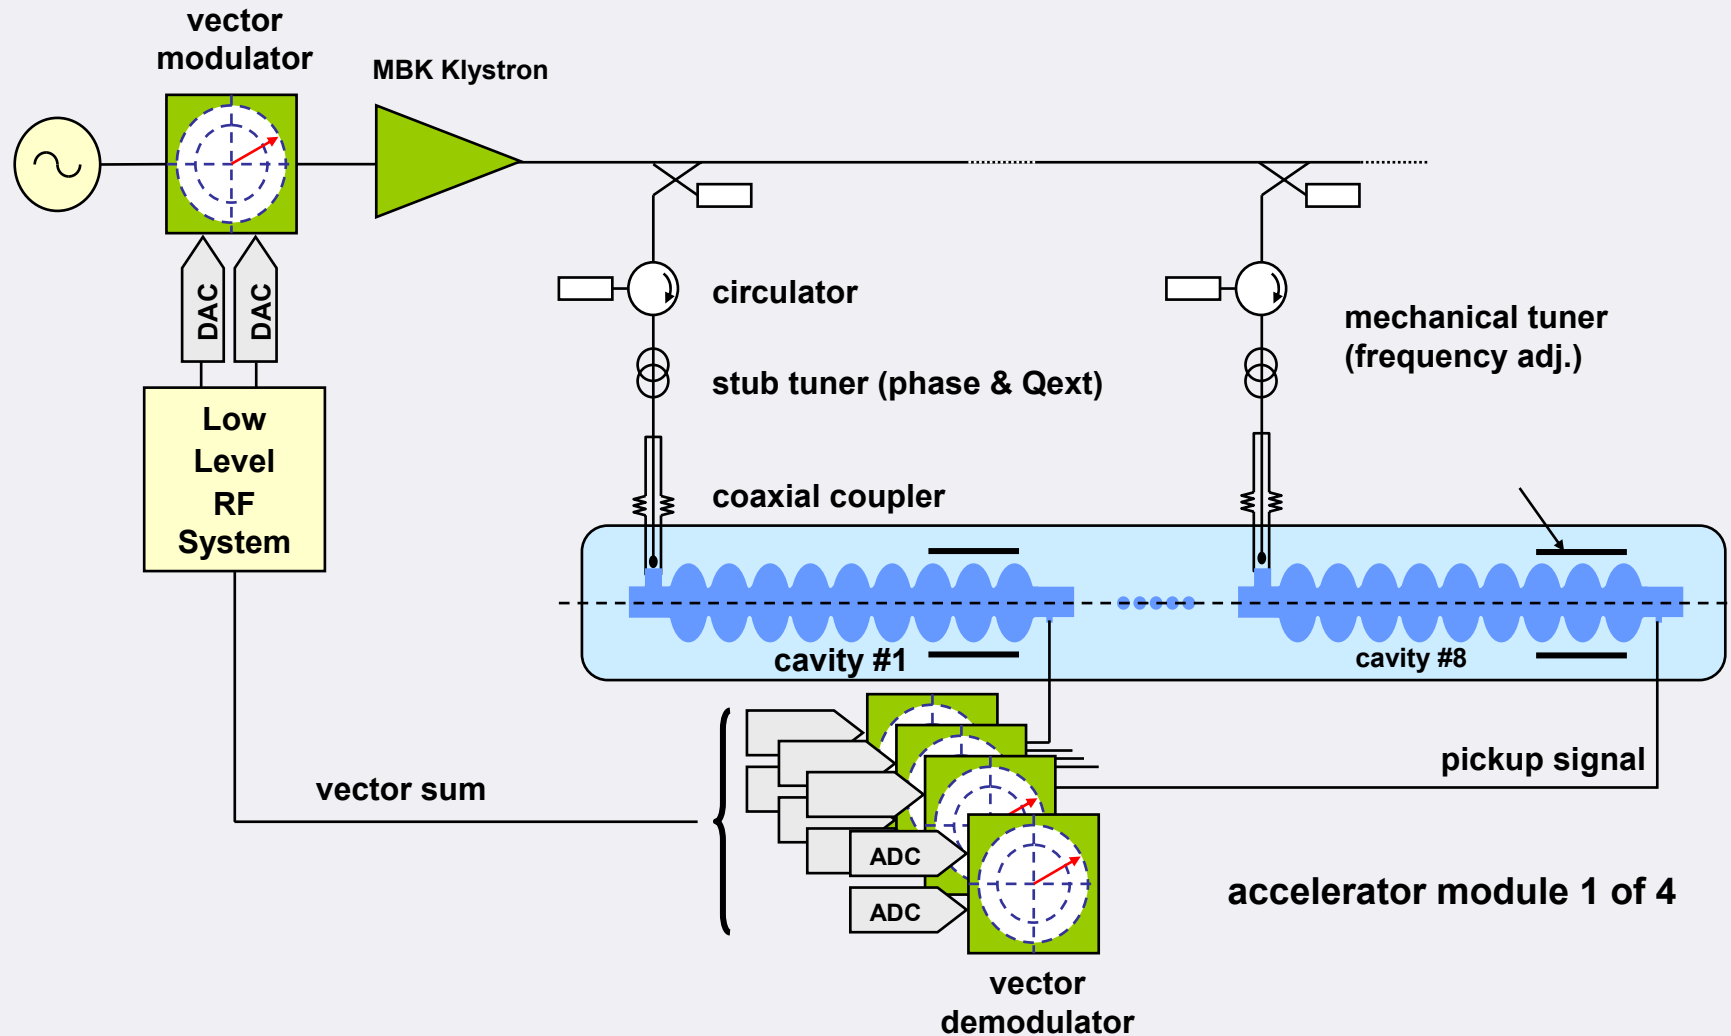 vector
modulator
MBK Klystron
DAC
DAC
circulator
mechanical tuner
(frequency adj.)
stub tuner (phase & Qext)
Low
Level
RF
System
coaxial coupler
cavity #1
cavity #8
pickup signal
vector sum
ADC
ADC
accelerator module 1 of 4
vector
demodulator